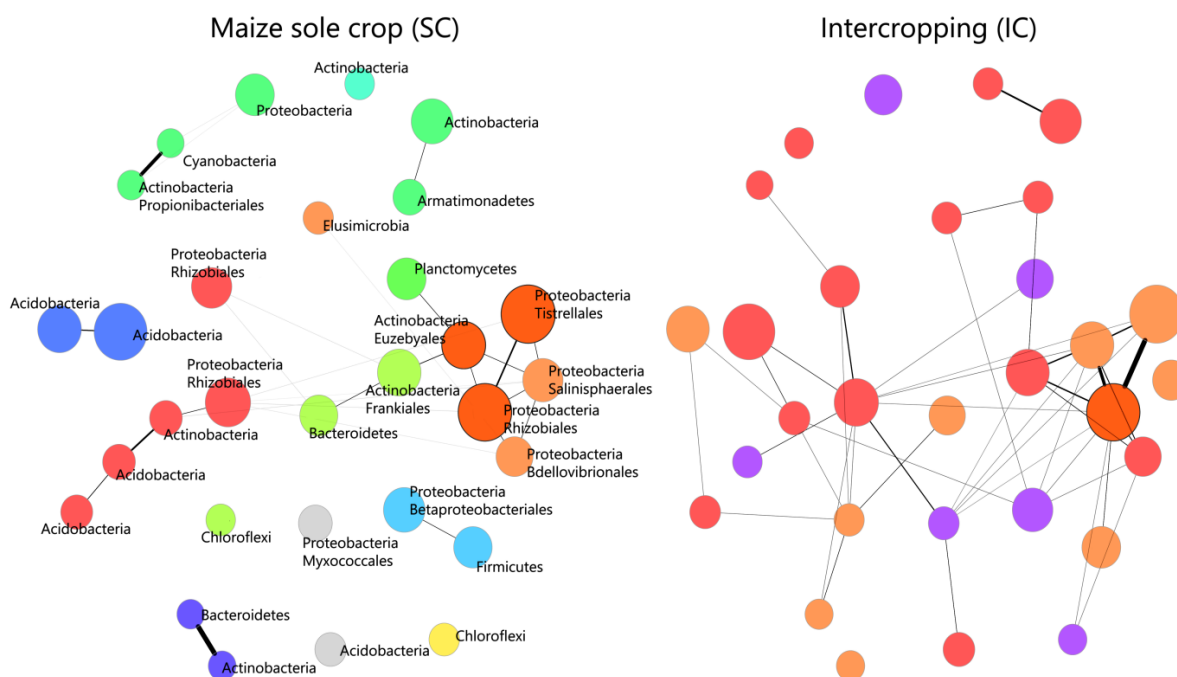 Maize sole crop (SC)
Intercropping (IC)
Actinobacteria
Proteobacteria
Actinobacteria
Cyanobacteria
Actinobacteria
Propionibacteriales
Armatimonadetes
Elusimicrobia
Proteobacteria
Rhizobiales
Planctomycetes
Acidobacteria
Acidobacteria
Proteobacteria
Tistrellales
Actinobacteria
Euzebyales
Proteobacteria
Rhizobiales
Proteobacteria
Salinisphaerales
Actinobacteria
Frankiales
Actinobacteria
Bacteroidetes
Proteobacteria
Rhizobiales
Proteobacteria
Bdellovibrionales
Acidobacteria
Acidobacteria
Proteobacteria
Betaproteobacteriales
Chloroflexi
Proteobacteria
Myxococcales
Firmicutes
Bacteroidetes
Chloroflexi
Acidobacteria
Actinobacteria